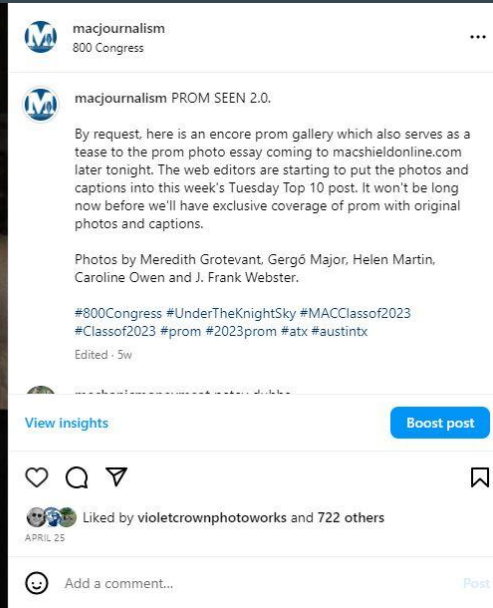 macjournalism
800 Congress
macjournalism PROM SEEN 2.0.
By request, here is an encore prom gallery which also serves as a
tease to the prom photo essay coming to macshieldonline.com
later tonight. The web editors are starting to put the photos and
captions into this week's Tuesday Top 10 post. It won't be long
now before we'll have exclusive coverage of prom with original
photos and captions.
Photos by Meredith Grotevant, Gergő Major, Helen Martin,
Caroline Owen and J. Frank Webster.
#800Congress #UnderTheKnightSky #MACClassof2023
#Classof2023 #prom #2023prom #atx #austintx
Edited · 5w
View insights
Boost post
Liked by violetcrownphotoworks and 722 others
APRIL 25
Add a comment...
Post